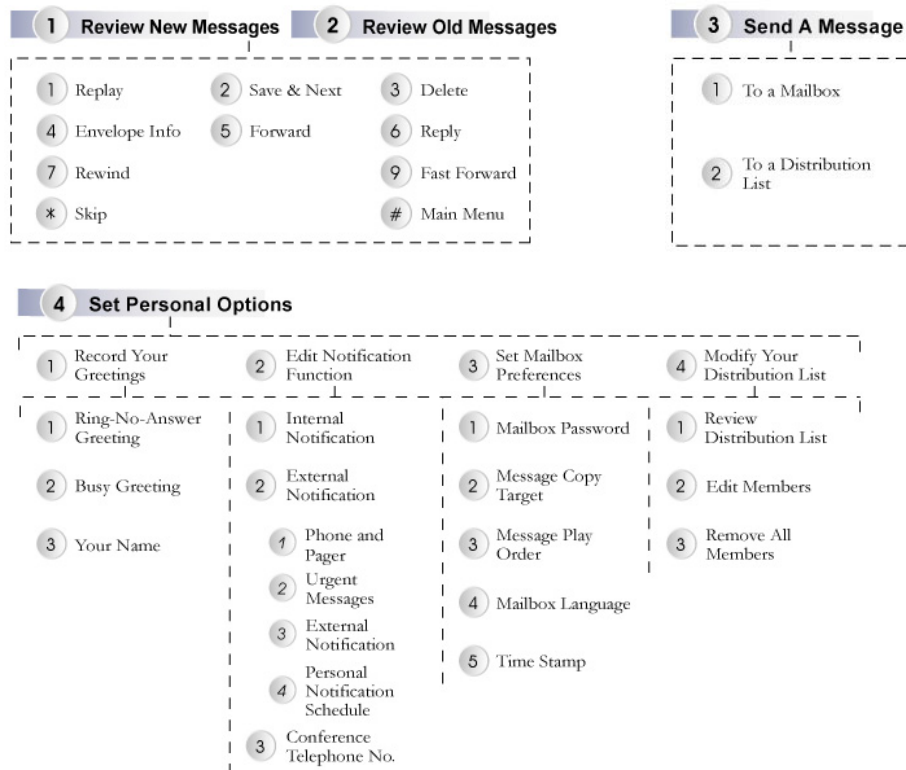 1 Review New Messages 2 Review Old Messages
1 Replay 2 Save & Next 3 Delete
4 Envelope Info 5 Forward 6 Reply
7 Rewind 9 Fast Forward
* Skip # Main Menu
3 Send A Message
1 To a Mailbox
2 To a Distribution
List
4 Set Personal Options
1 Record Your
Greetings
1 Ring-No-Answer
Greeting
2 Busy Greeting
3 Your Name
2 Edit Notification
Function
1 Internal
Notification
2 External
Notification
1 Phone and
Pager
2 Urgent
Messages
3 External
Notification
4 Personal
Notification
Schedule
3 Conference
Telephone No.
3 Set Mailbox
Preferences
1 Mailbox Password
2 Message Copy
Target
3 Message Play
Order
4 Mailbox Language
5 Time Stamp
4 Modify Your
Distribution List
1 Review
Distribution List
2 Edit Members
3 Remove All
Members